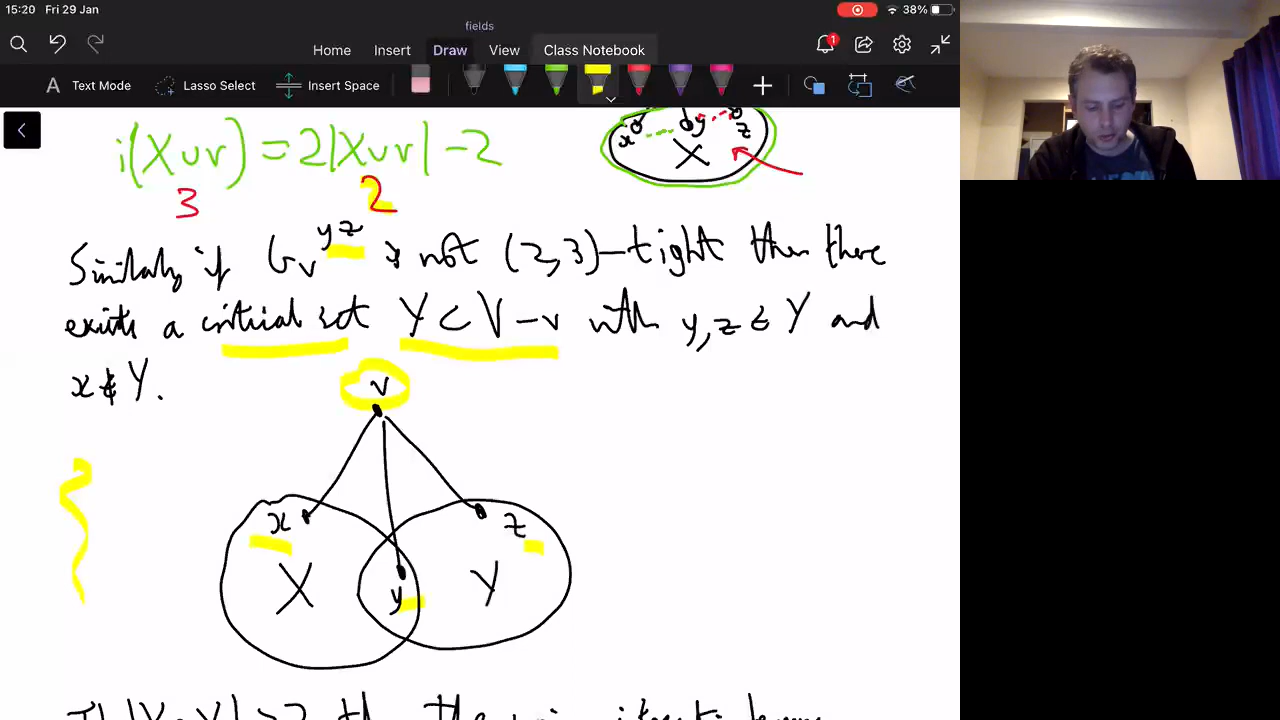 15:20 Fri 29 Jan
38%
fields
1
Home Insert Draw View Class Notebook
A Text Mode Lasso Select Insert Space
i(X∪v) = 2|X∪v| - 2
3 2
x y z
X
Similarly if G_v^{yz} is not (2,3)-tight then there
exists a critical set Y ⊂ V - v with y, z ∈ Y and
x ∉ Y.
v
x z
X y Y